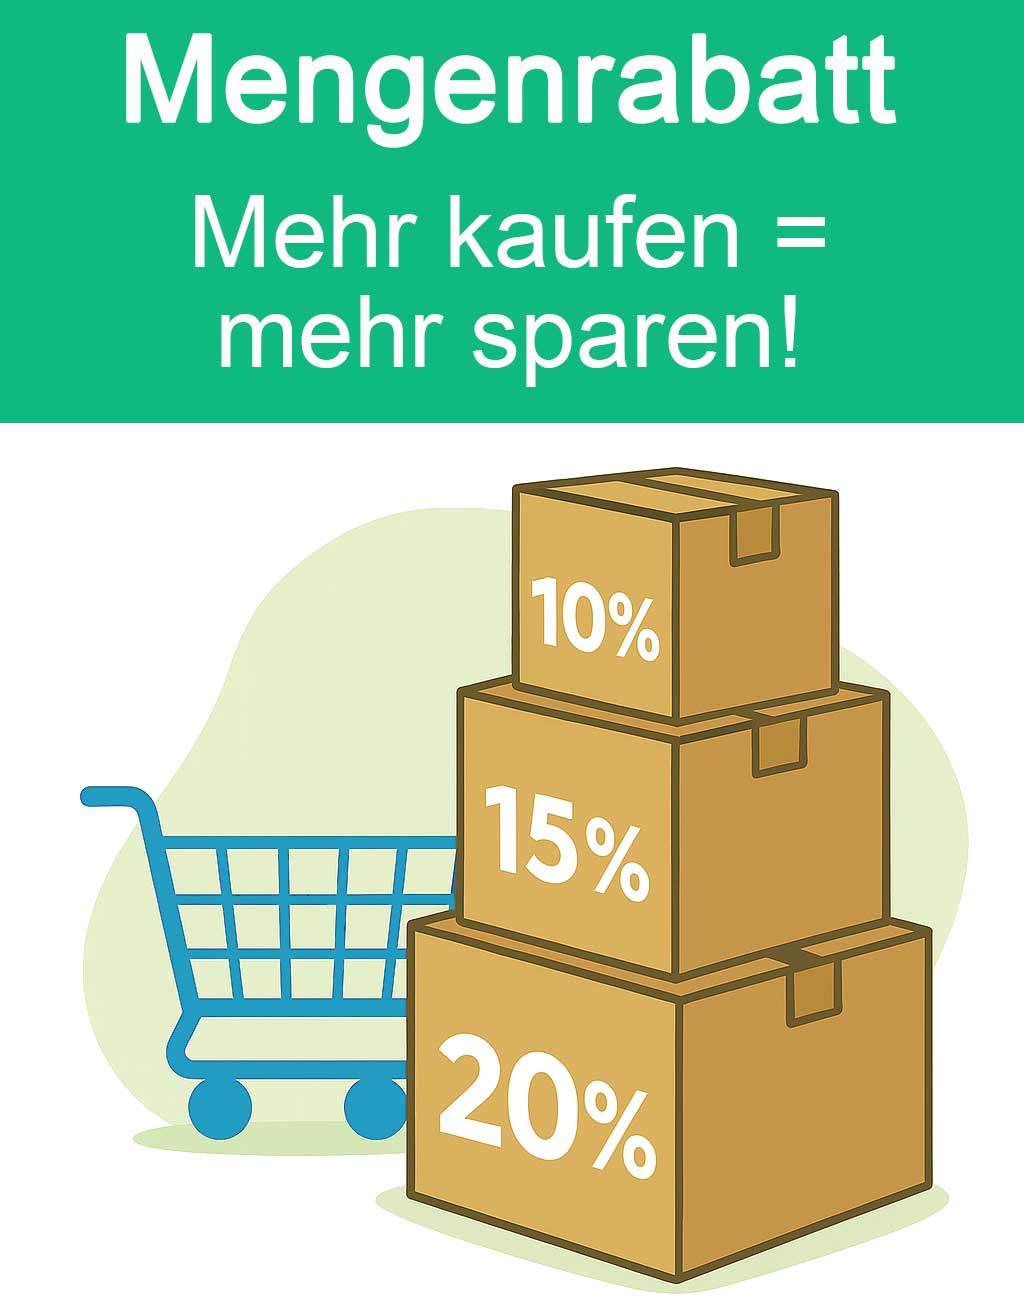 Mengenrabatt
Mehr kaufen =
mehr sparen!
10%
15%
20%